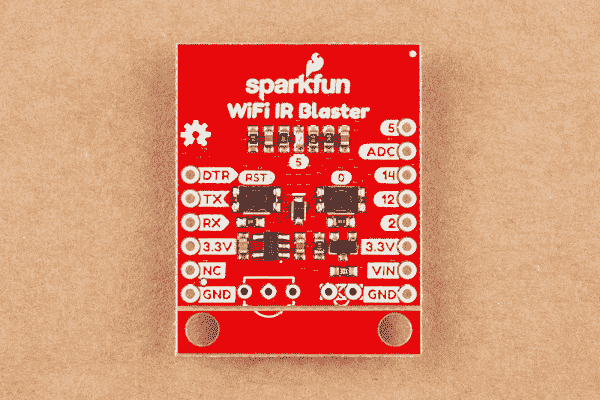 sparkfun
WiFi IR Blaster
5
5
ADC
DTR
RST
0
14
TX
12
RX
2
3.3V
3.3V
NC
VIN
GND
GND